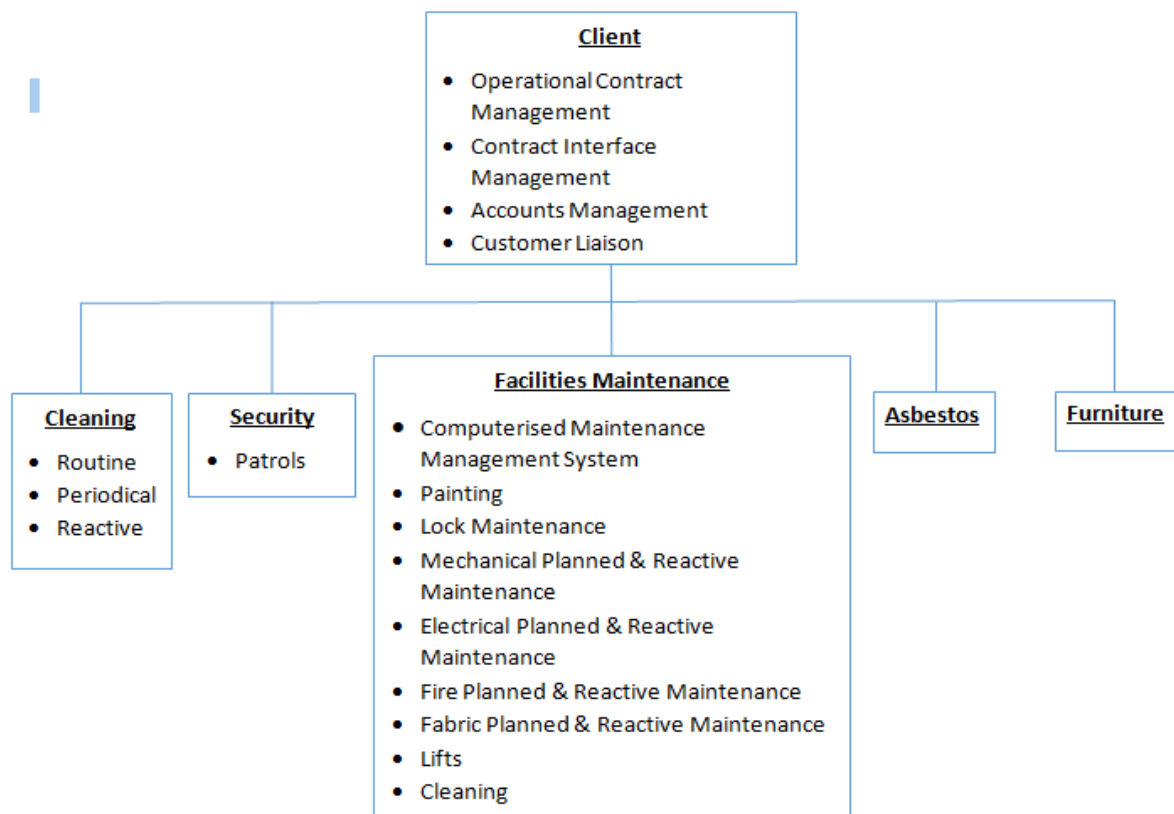 Client
• Operational Contract
Management
• Contract Interface
Management
• Accounts Management
• Customer Liaison
Cleaning
• Routine
• Periodical
• Reactive
Security
• Patrols
Facilities Maintenance
• Computerised Maintenance
Management System
• Painting
• Lock Maintenance
• Mechanical Planned & Reactive
Maintenance
• Electrical Planned & Reactive
Maintenance
• Fire Planned & Reactive Maintenance
• Fabric Planned & Reactive Maintenance
• Lifts
• Cleaning
Asbestos
Furniture